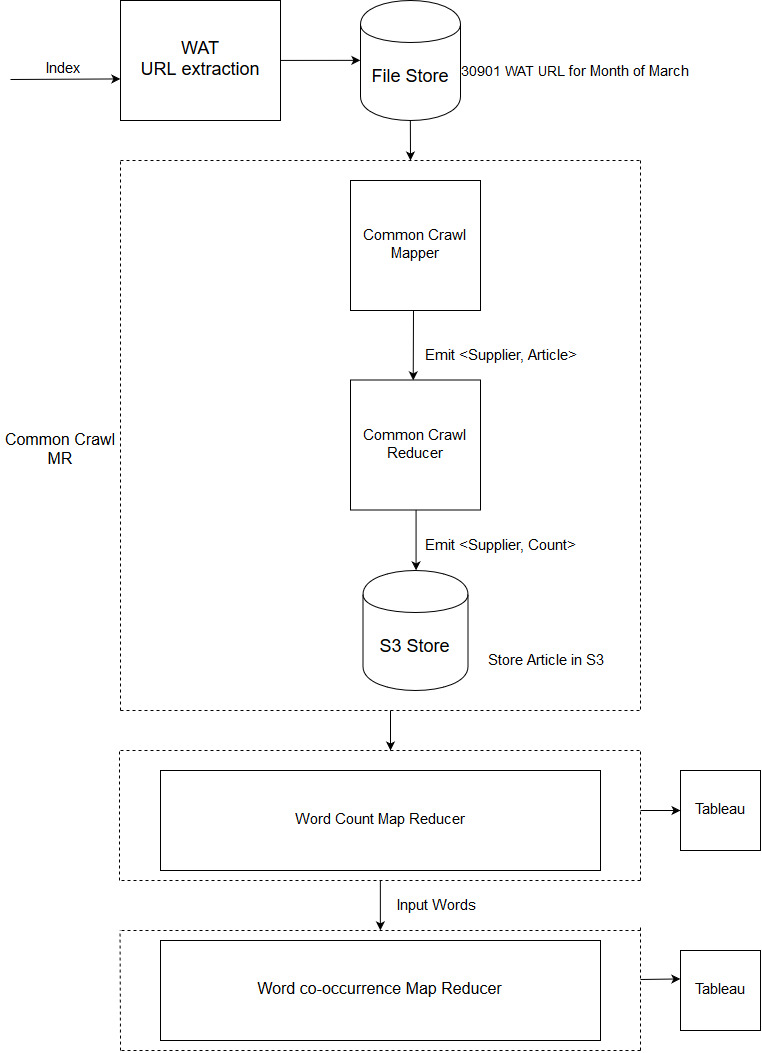 Index
WAT
URL extraction
File Store
30901 WAT URL for Month of March
Common Crawl
Mapper
Emit <Supplier, Article>
Common Crawl
MR
Common Crawl
Reducer
Emit <Supplier, Count>
S3 Store
Store Article in S3
Word Count Map Reducer
Tableau
Input Words
Word co-occurrence Map Reducer
Tableau